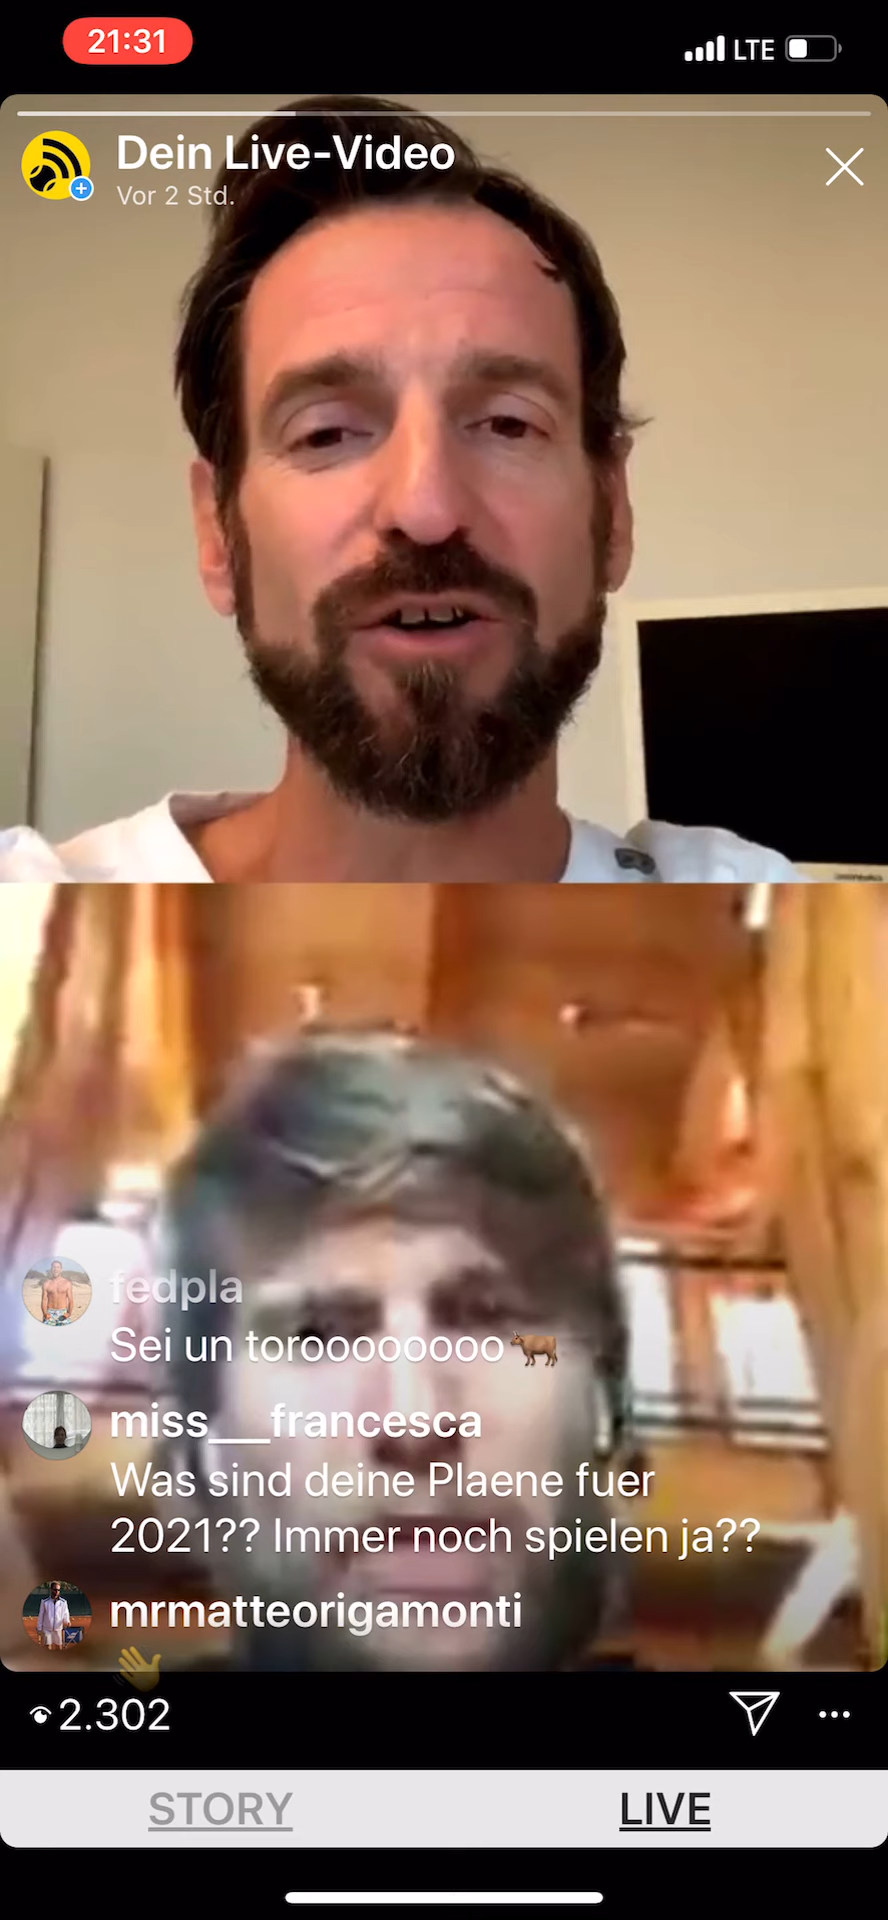 21:31
LTE
Dein Live-Video
Vor 2 Std.
fedpla
Sei un toroooooooo🐂
miss___francesca
Was sind deine Plaene fuer
2021?? Immer noch spielen ja??
mrmatteorigamonti
👋
2.302
STORY
LIVE